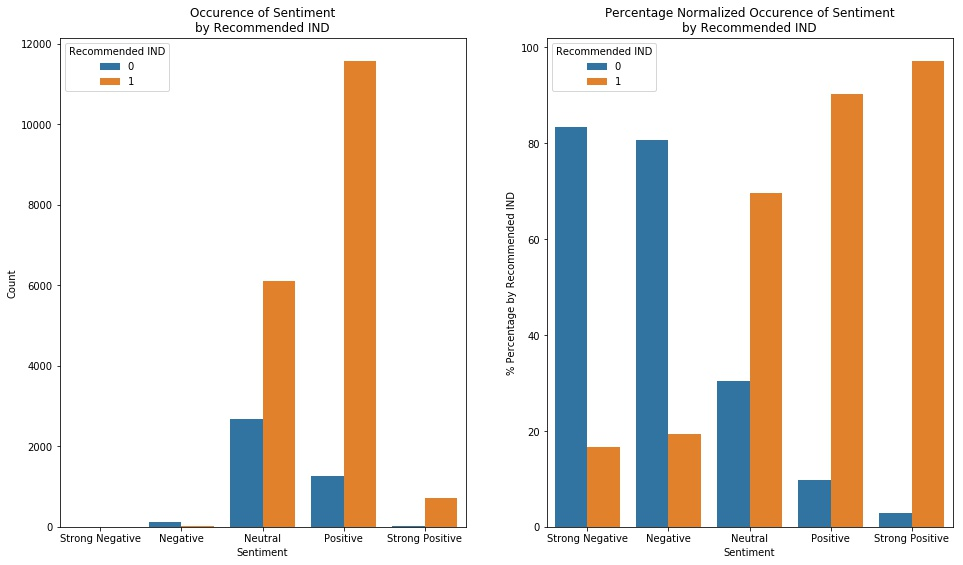 Occurence of Sentiment
by Recommended IND
Recommended IND
0
1
12000
10000
8000
6000
4000
2000
0
Count
Strong Negative
Negative
Neutral
Positive
Strong Positive
Sentiment
Percentage Normalized Occurence of Sentiment
by Recommended IND
Recommended IND
0
1
100
80
60
40
20
0
% Percentage by Recommended IND
Strong Negative
Negative
Neutral
Positive
Strong Positive
Sentiment